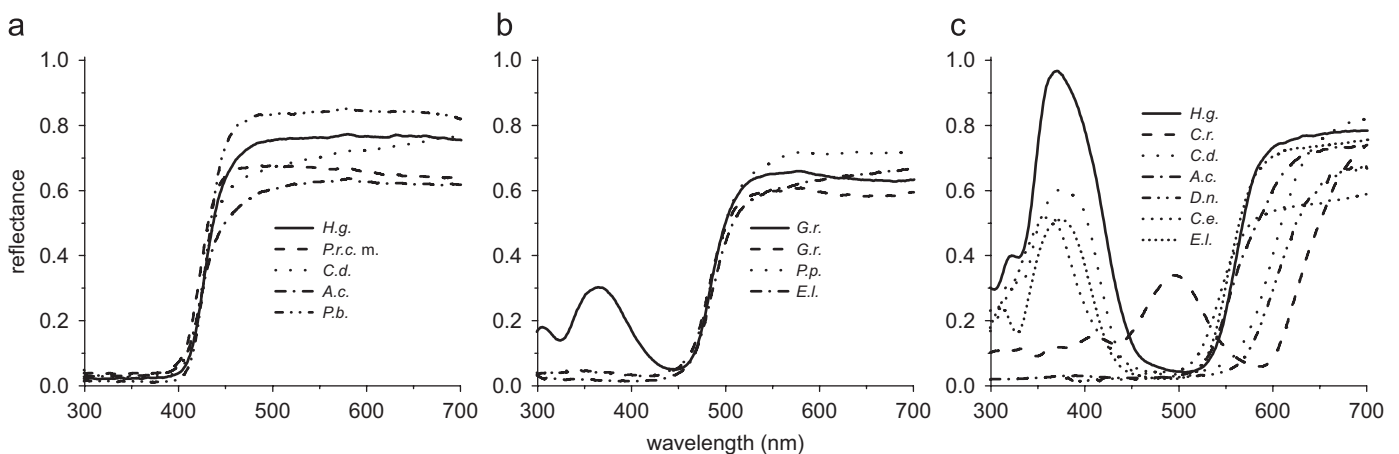 a
b
c
reflectance
1.0
0.8
0.6
0.4
0.2
0.0
300
400
500
600
700
H.g.
P.r.c. m.
C.d.
A.c.
P.b.
1.0
0.8
0.6
0.4
0.2
0.0
300
400
500
600
700
G.r.
G.r.
P.p.
E.l.
wavelength (nm)
1.0
0.8
0.6
0.4
0.2
0.0
300
400
500
600
700
H.g.
C.r.
C.d.
A.c.
D.n.
C.e.
E.l.